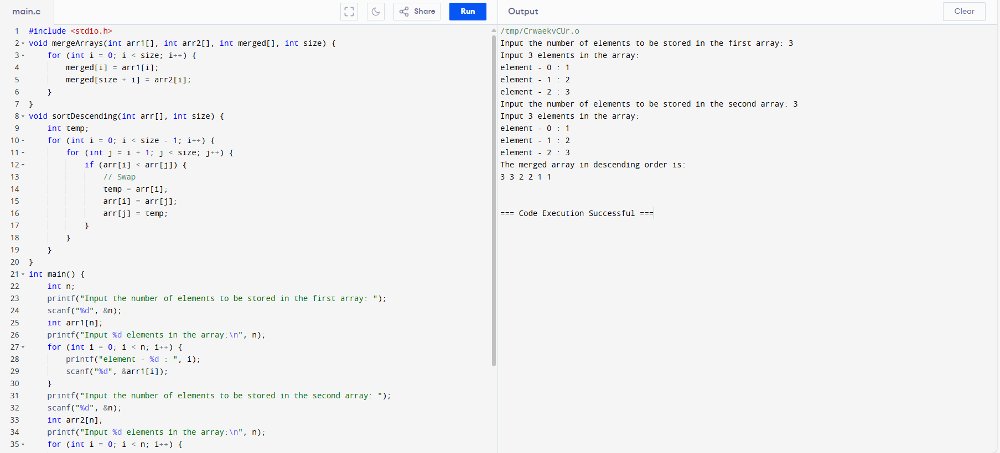 main.c
Share
Run
1 #include <stdio.h>
2 void mergeArrays(int arr1[], int arr2[], int merged[], int size) {
3     for (int i = 0; i < size; i++) {
4         merged[i] = arr1[i];
5         merged[size + i] = arr2[i];
6     }
7 }
8 void sortDescending(int arr[], int size) {
9     int temp;
10     for (int i = 0; i < size - 1; i++) {
11         for (int j = i + 1; j < size; j++) {
12             if (arr[i] < arr[j]) {
13                 // Swap
14                 temp = arr[i];
15                 arr[i] = arr[j];
16                 arr[j] = temp;
17             }
18         }
19     }
20 }
21 int main() {
22     int n;
23     printf("Input the number of elements to be stored in the first array: ");
24     scanf("%d", &n);
25     int arr1[n];
26     printf("Input %d elements in the array:\n", n);
27     for (int i = 0; i < n; i++) {
28         printf("element - %d : ", i);
29         scanf("%d", &arr1[i]);
30     }
31     printf("Input the number of elements to be stored in the second array: ");
32     scanf("%d", &n);
33     int arr2[n];
34     printf("Input %d elements in the array:\n", n);
35     for (int i = 0; i < n; i++) {
Output
Clear
/tmp/CrwaekvCUr.o
Input the number of elements to be stored in the first array: 3
Input 3 elements in the array:
element - 0 : 1
element - 1 : 2
element - 2 : 3
Input the number of elements to be stored in the second array: 3
Input 3 elements in the array:
element - 0 : 1
element - 1 : 2
element - 2 : 3
The merged array in descending order is:
3 3 2 2 1 1
=== Code Execution Successful ===